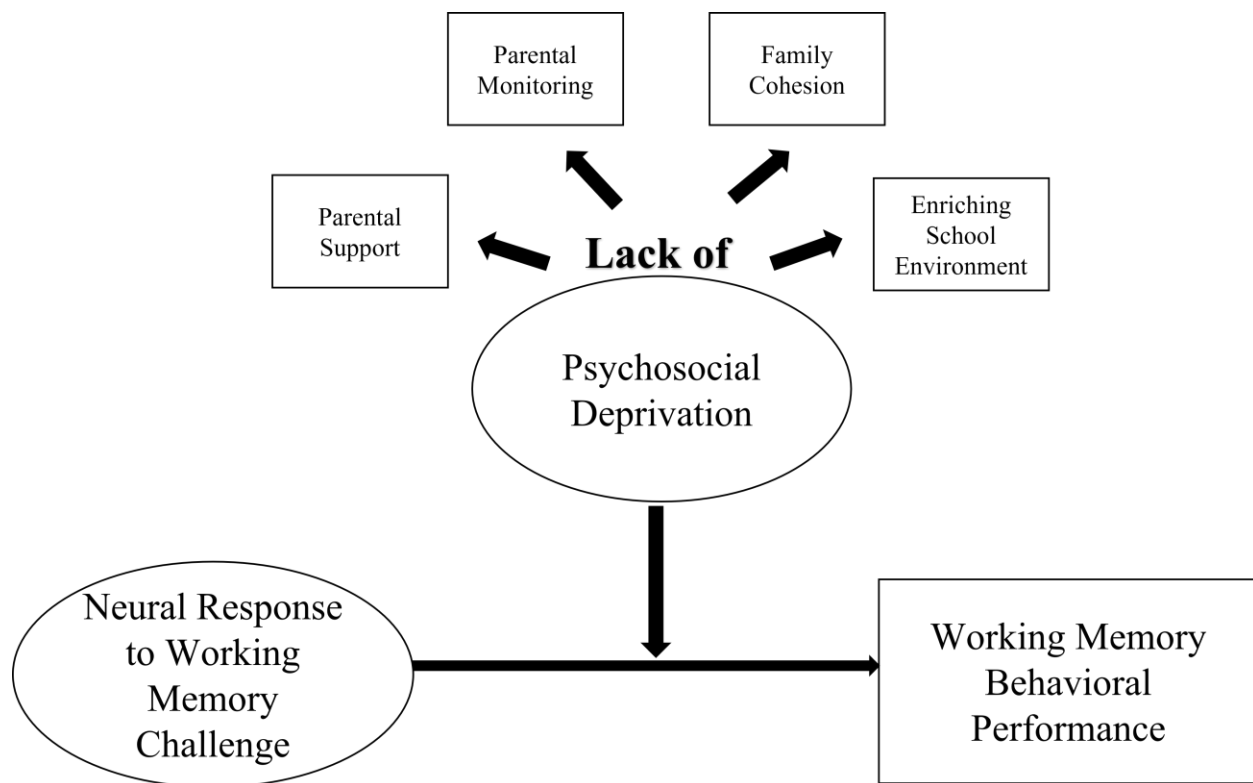 Parental
Monitoring
Family
Cohesion
Parental
Support
Enriching
School
Environment
Lack of
Psychosocial
Deprivation
Neural Response
to Working
Memory
Challenge
Working Memory
Behavioral
Performance